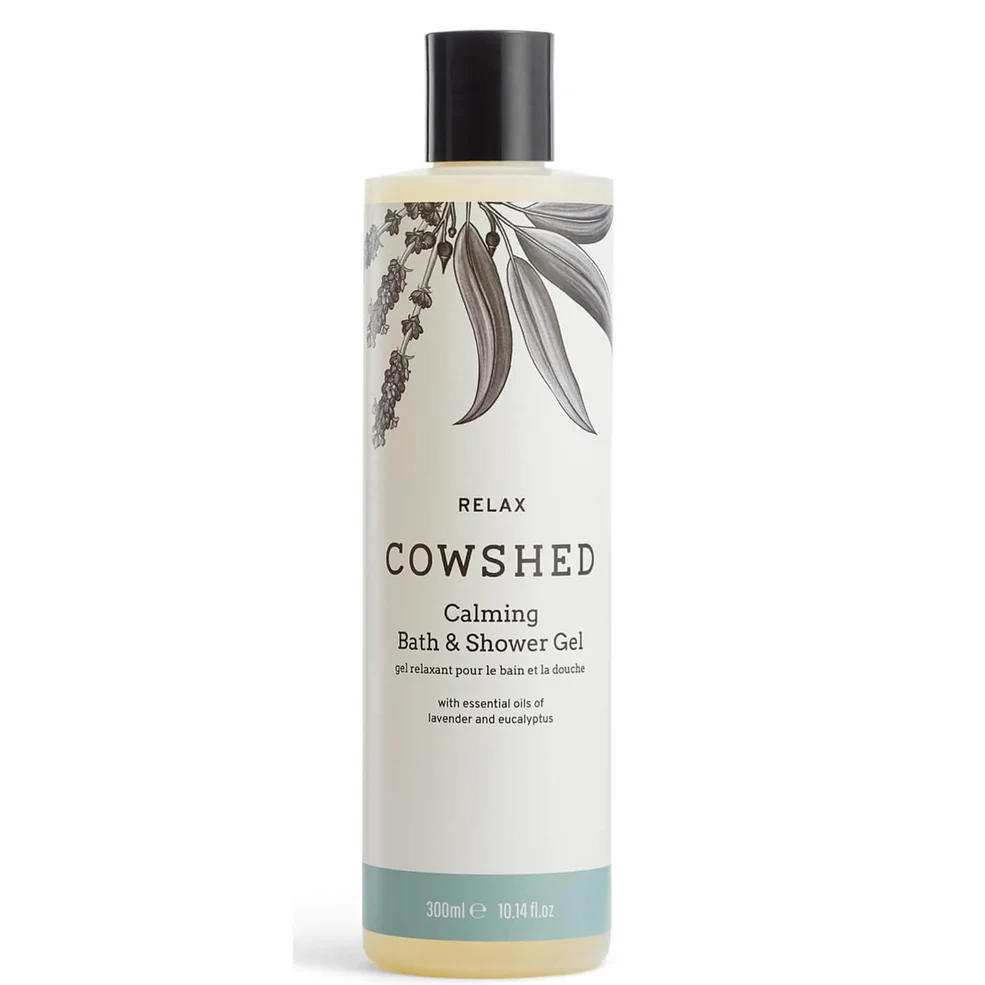 RELAX
COWSHED
Calming
Bath & Shower Gel
gel relaxant pour le bain et la douche
with essential oils of
lavender and eucalyptus
300ml ℮ 10.14 fl.oz